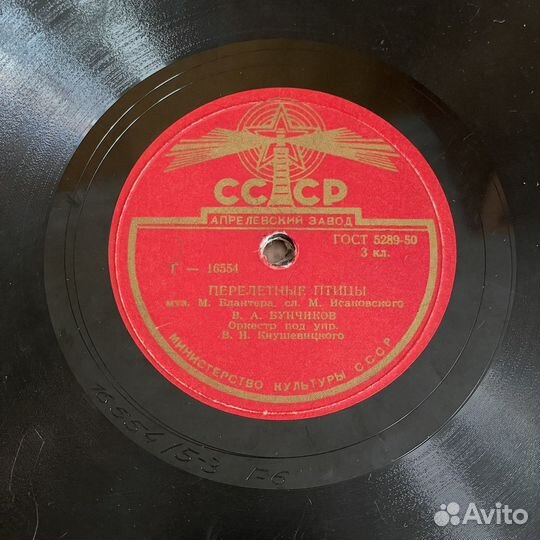 СССР
АПРЕЛЕВСКИЙ ЗАВОД
ГОСТ 5289-50
3 кл.
Г — 16554
ПЕРЕЛЕТНЫЕ ПТИЦЫ
муз. М. Блантера, сл. М. Исаковского
В. А. БУНЧИКОВ
Оркестр под упр.
В. Н. Кнушевицкого
МИНИСТЕРСТВО КУЛЬТУРЫ СССР
16554/5-3 Г-6
Avito